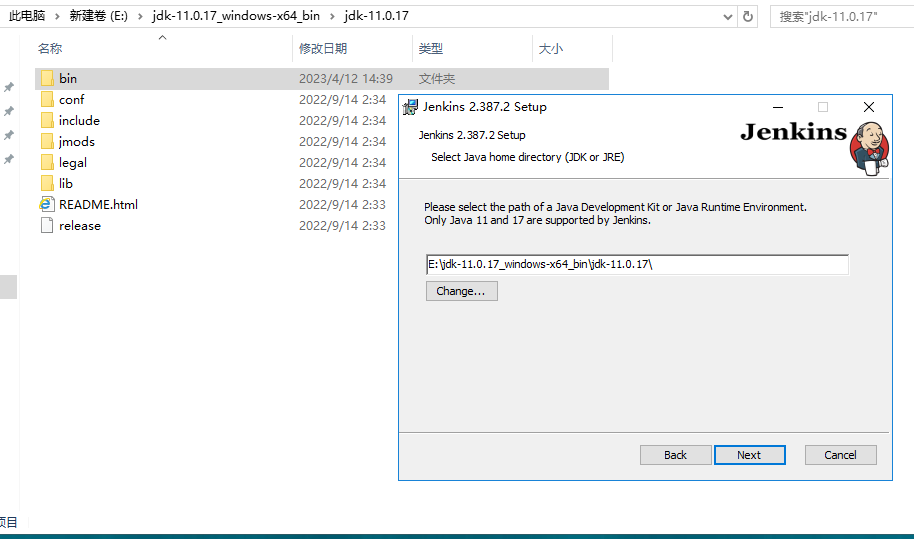 此电脑 > 新建卷 (E:) > jdk-11.0.17_windows-x64_bin > jdk-11.0.17
搜索"jdk-11.0.17"
名称 修改日期 类型 大小
bin 2023/4/12 14:39 文件夹
conf 2022/9/14 2:34
include 2022/9/14 2:34
jmods 2022/9/14 2:34
legal 2022/9/14 2:34
lib 2022/9/14 2:34
README.html 2022/9/14 2:33
release 2022/9/14 2:33
Jenkins 2.387.2 Setup
Jenkins 2.387.2 Setup
Select Java home directory (JDK or JRE)
Jenkins
Please select the path of a Java Development Kit or Java Runtime Environment.
Only Java 11 and 17 are supported by Jenkins.
E:\jdk-11.0.17_windows-x64_bin\jdk-11.0.17\
Change...
Back Next Cancel
项目